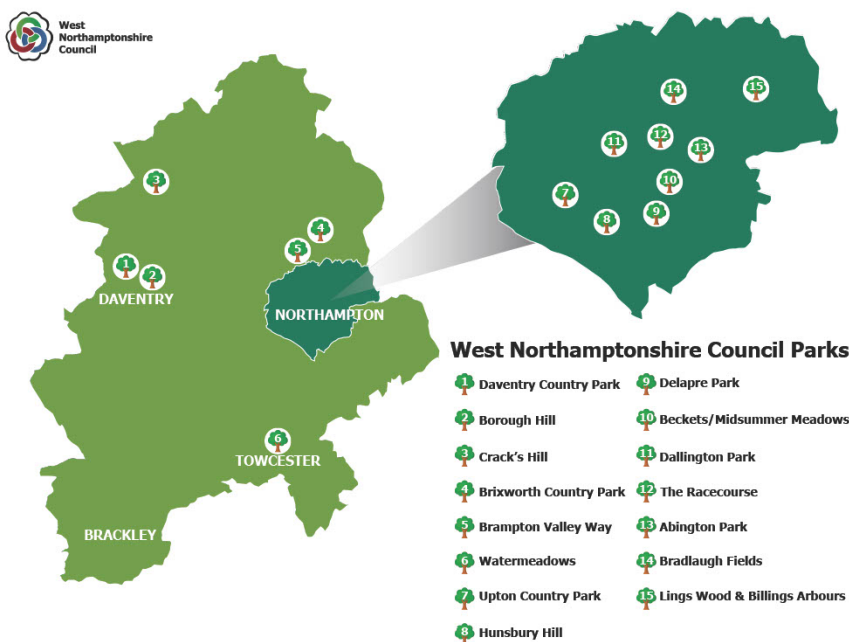 West
Northamptonshire
Council
3
4
5
1
2
DAVENTRY
NORTHAMPTON
6
TOWCESTER
BRACKLEY
14
15
12
11
13
10
7
9
8
West Northamptonshire Council Parks
1 Daventry Country Park
2 Borough Hill
3 Crack's Hill
4 Brixworth Country Park
5 Brampton Valley Way
6 Watermeadows
7 Upton Country Park
8 Hunsbury Hill
9 Delapre Park
10 Beckets/Midsummer Meadows
11 Dallington Park
12 The Racecourse
13 Abington Park
14 Bradlaugh Fields
15 Lings Wood & Billings Arbours